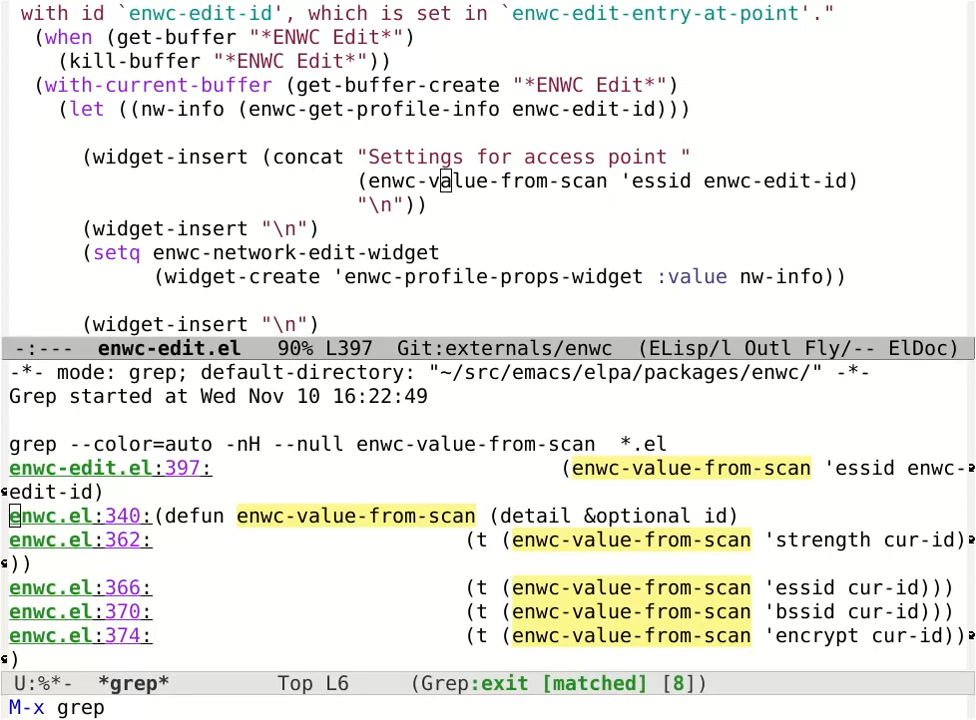 with id `enwc-edit-id', which is set in `enwc-edit-entry-at-point'."
(when (get-buffer "*ENWC Edit*")
(kill-buffer "*ENWC Edit*"))
(with-current-buffer (get-buffer-create "*ENWC Edit*")
(let ((nw-info (enwc-get-profile-info enwc-edit-id)))
(widget-insert (concat "Settings for access point "
(enwc-value-from-scan 'essid enwc-edit-id)
"\n"))
(widget-insert "\n")
(setq enwc-network-edit-widget
(widget-create 'enwc-profile-props-widget :value nw-info))
(widget-insert "\n")
-:--- enwc-edit.el 90% L397 Git:externals/enwc (ELisp/l Outl Fly/-- ElDoc)
-*- mode: grep; default-directory: "~/src/emacs/elpa/packages/enwc/" -*-
Grep started at Wed Nov 10 16:22:49
grep --color=auto -nH --null enwc-value-from-scan *.el
enwc-edit.el:397: (enwc-value-from-scan 'essid enwc-
edit-id)
enwc.el:340:(defun enwc-value-from-scan (detail &optional id)
enwc.el:362: (t (enwc-value-from-scan 'strength cur-id)
))
enwc.el:366: (t (enwc-value-from-scan 'essid cur-id)))
enwc.el:370: (t (enwc-value-from-scan 'bssid cur-id)))
enwc.el:374: (t (enwc-value-from-scan 'encrypt cur-id))
)
U:%*- *grep* Top L6 (Grep:exit [matched] [8])
M-x grep